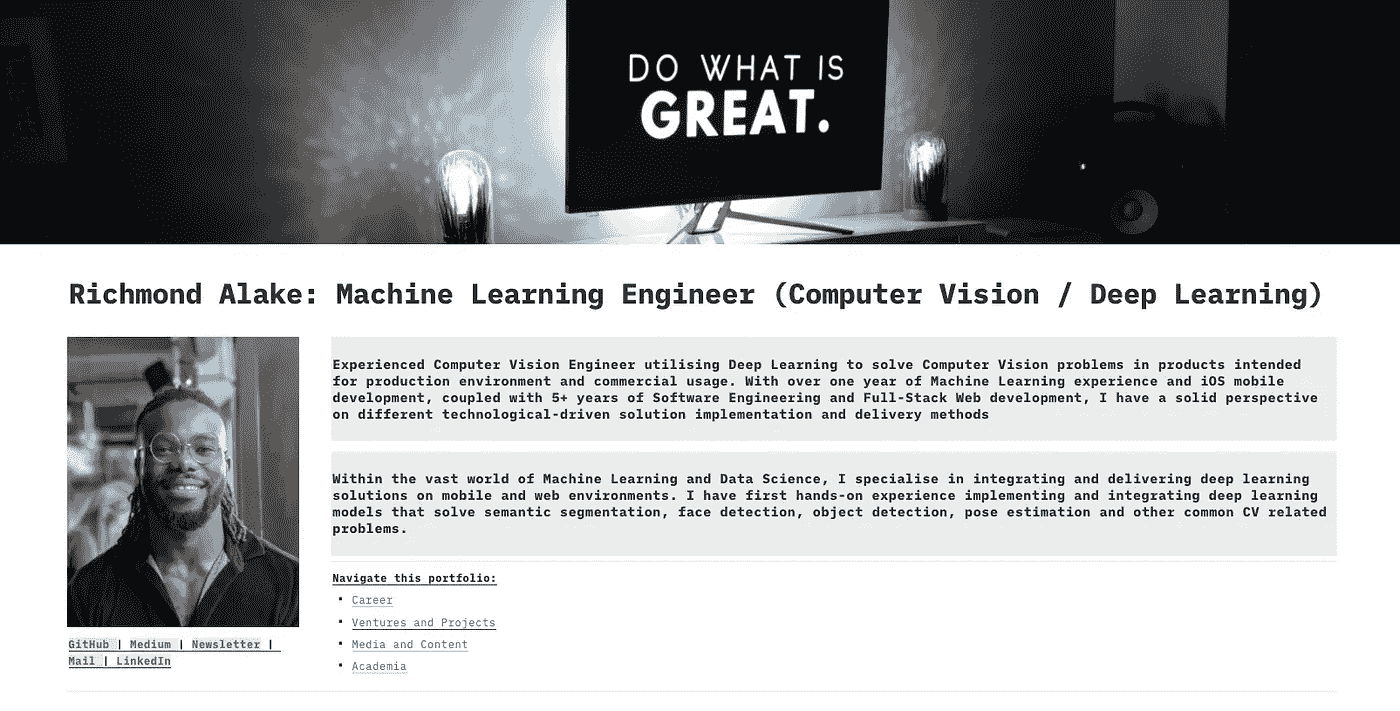 DO WHAT IS
GREAT.
Richmond Alake: Machine Learning Engineer (Computer Vision / Deep Learning)
Experienced Computer Vision Engineer utilising Deep Learning to solve Computer Vision problems in products intended
for production environment and commercial usage. With over one year of Machine Learning experience and iOS mobile
development, coupled with 5+ years of Software Engineering and Full-Stack Web development, I have a solid perspective
on different technological-driven solution implementation and delivery methods
Within the vast world of Machine Learning and Data Science, I specialise in integrating and delivering deep learning
solutions on mobile and web environments. I have first hands-on experience implementing and integrating deep learning
models that solve semantic segmentation, face detection, object detection, pose estimation and other common CV related
problems.
Navigate this portfolio:
▪ Career
▪ Ventures and Projects
▪ Media and Content
▪ Academia
GitHub | Medium | Newsletter |
Mail | LinkedIn